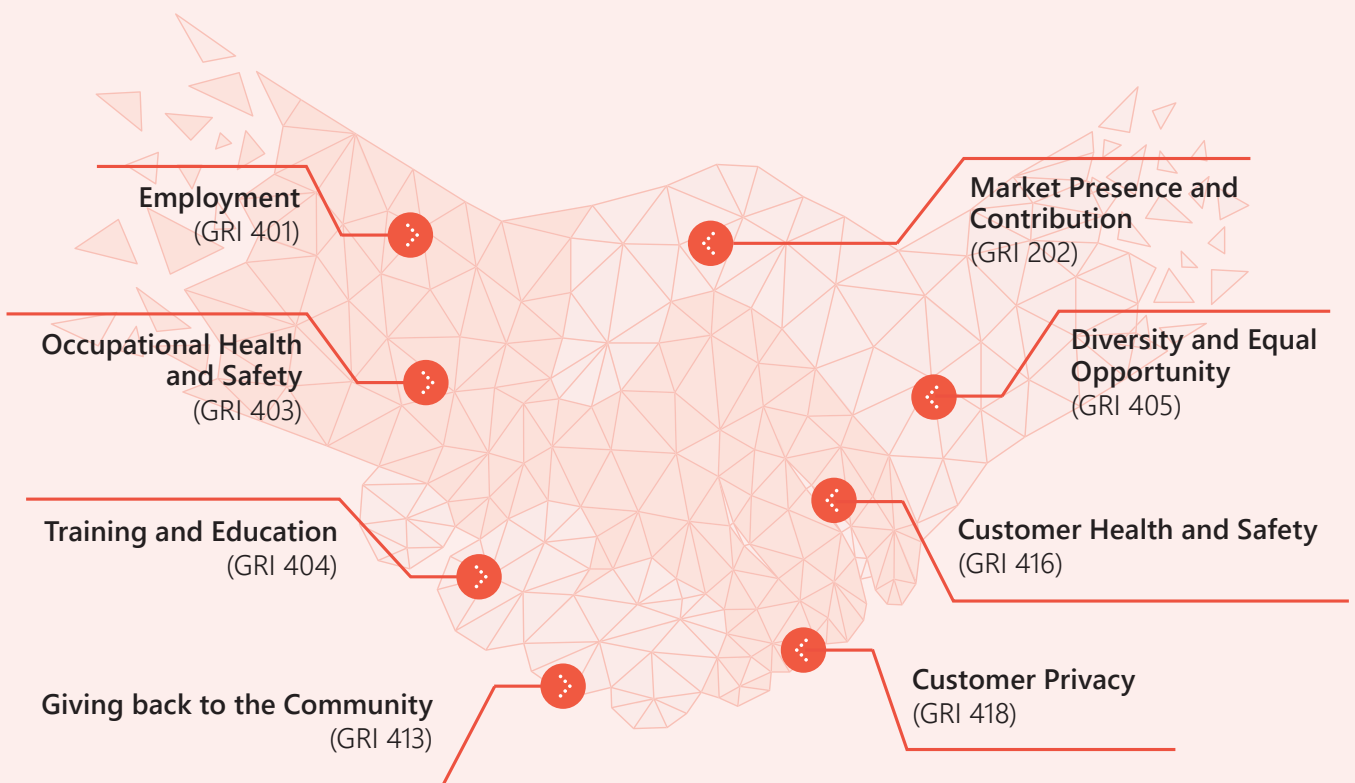 Employment
(GRI 401)
Occupational Health
and Safety
(GRI 403)
Training and Education
(GRI 404)
Giving back to the Community
(GRI 413)
Market Presence and
Contribution
(GRI 202)
Diversity and Equal
Opportunity
(GRI 405)
Customer Health and Safety
(GRI 416)
Customer Privacy
(GRI 418)